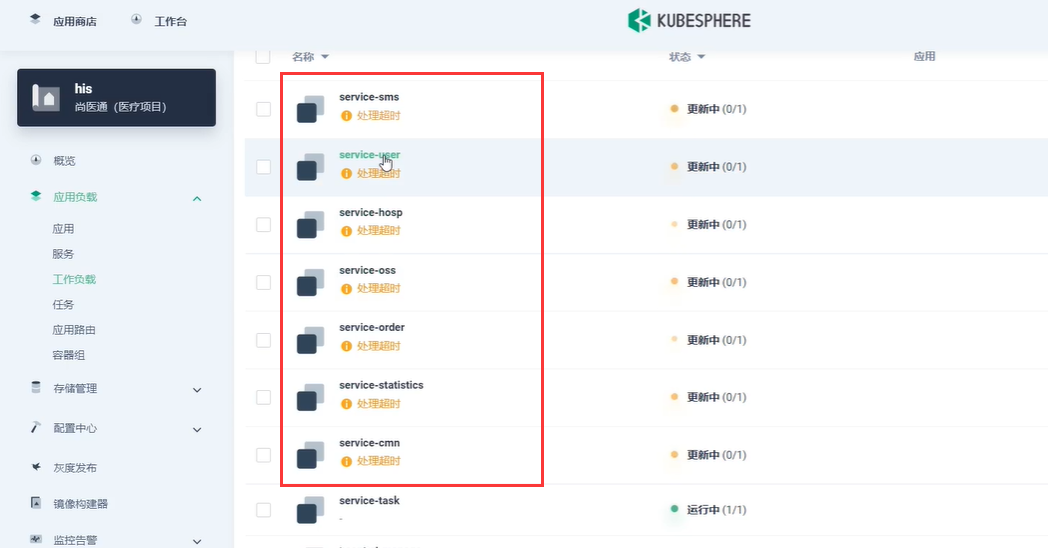 应用商店 工作台 KUBESPHERE
his
尚医通（医疗项目）
概览
应用负载
应用
服务
工作负载
任务
应用路由
容器组
存储管理
配置中心
灰度发布
镜像构建器
监控告警
名称 状态 应用
service-sms
处理超时
更新中 (0/1)
service-user
处理超时
更新中 (0/1)
service-hosp
处理超时
更新中 (0/1)
service-oss
处理超时
更新中 (0/1)
service-order
处理超时
更新中 (0/1)
service-statistics
处理超时
更新中 (0/1)
service-cmn
处理超时
更新中 (0/1)
service-task
-
运行中 (1/1)